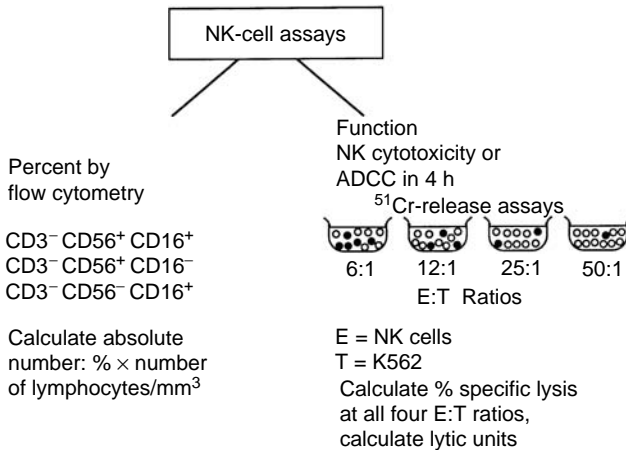 NK-cell assays
Percent by
flow cytometry
CD3⁻ CD56⁺ CD16⁺
CD3⁻ CD56⁺ CD16⁻
CD3⁻ CD56⁻ CD16⁺
Calculate absolute
number: % × number
of lymphocytes/mm³
Function
NK cytotoxicity or
ADCC in 4 h
⁵¹Cr-release assays
6:1 12:1 25:1 50:1
E:T Ratios
E = NK cells
T = K562
Calculate % specific lysis
at all four E:T ratios,
calculate lytic units